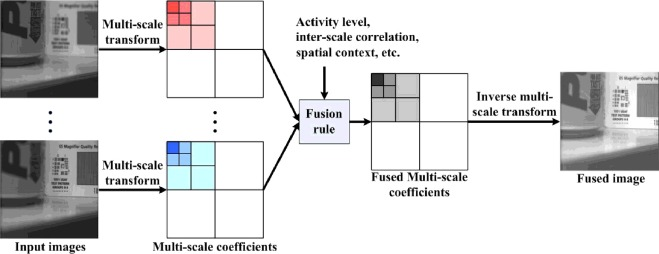 Multi-scale
transform
Activity level,
inter-scale correlation,
spatial context, etc.
Fusion
rule
Inverse multi-
scale transform
Multi-scale
transform
Fused Multi-scale
coefficients
Fused image
Input images
Multi-scale coefficients